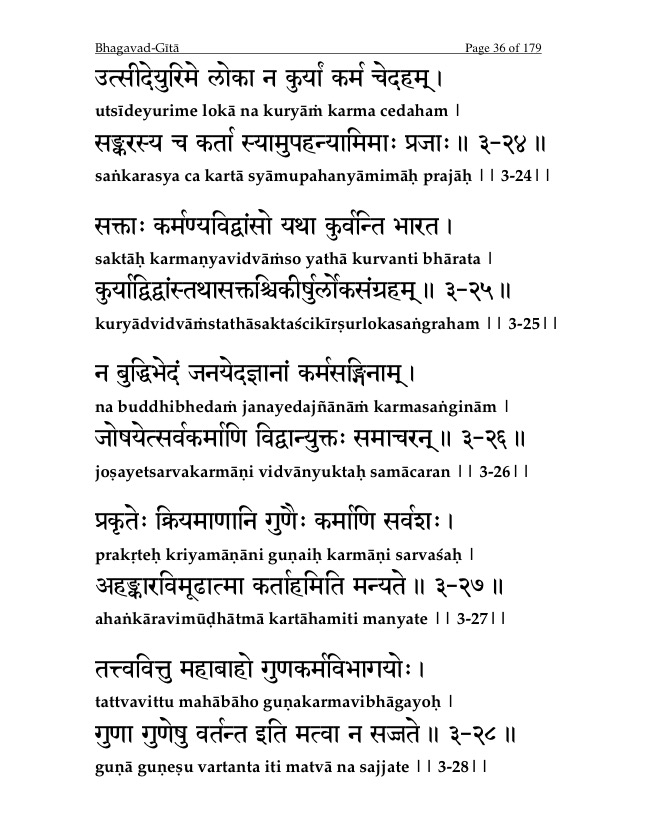 Bhagavad-Gītā Page 36 of 179
उत्सीदेयुरिमे लोका न कुर्यां कर्म चेदहम्।
utsīdeyurime lokā na kuryāṁ karma cedaham |
सङ्करस्य च कर्ता स्यामुपहन्यामिमाः प्रजाः॥ ३-२४॥
saṅkarasya ca kartā syāmupahanyāmimāḥ prajāḥ || 3-24||
सक्ताः कर्मण्यविद्वांसो यथा कुर्वन्ति भारत।
saktāḥ karmaṇyavidvāṁso yathā kurvanti bhārata |
कुर्याद्विद्वांस्तथासक्तश्चिकीर्षुर्लोकसंग्रहम्॥ ३-२५॥
kuryādvidvāṁstathāsaktaścikīrṣurlokasaṅgraham || 3-25||
न बुद्धिभेदं जनयेदज्ञानां कर्मसङ्गिनाम्।
na buddhibhedaṁ janayedajñānāṁ karmasaṅginām |
जोषयेत्सर्वकर्माणि विद्वान्युक्तः समाचरन्॥ ३-२६॥
joṣayetsarvakarmāṇi vidvānyuktaḥ samācaran || 3-26||
प्रकृतेः क्रियमाणानि गुणैः कर्माणि सर्वशः।
prakṛteḥ kriyamāṇāni guṇaiḥ karmāṇi sarvaśaḥ |
अहङ्कारविमूढात्मा कर्ताहमिति मन्यते॥ ३-२७॥
ahaṅkāravimūḍhātmā kartāhamiti manyate || 3-27||
तत्त्ववित्तु महाबाहो गुणकर्मविभागयोः।
tattvavittu mahābāho guṇakarmavibhāgayoḥ |
गुणा गुणेषु वर्तन्त इति मत्वा न सज्जते॥ ३-२८॥
guṇā guṇeṣu vartanta iti matvā na sajjate || 3-28||